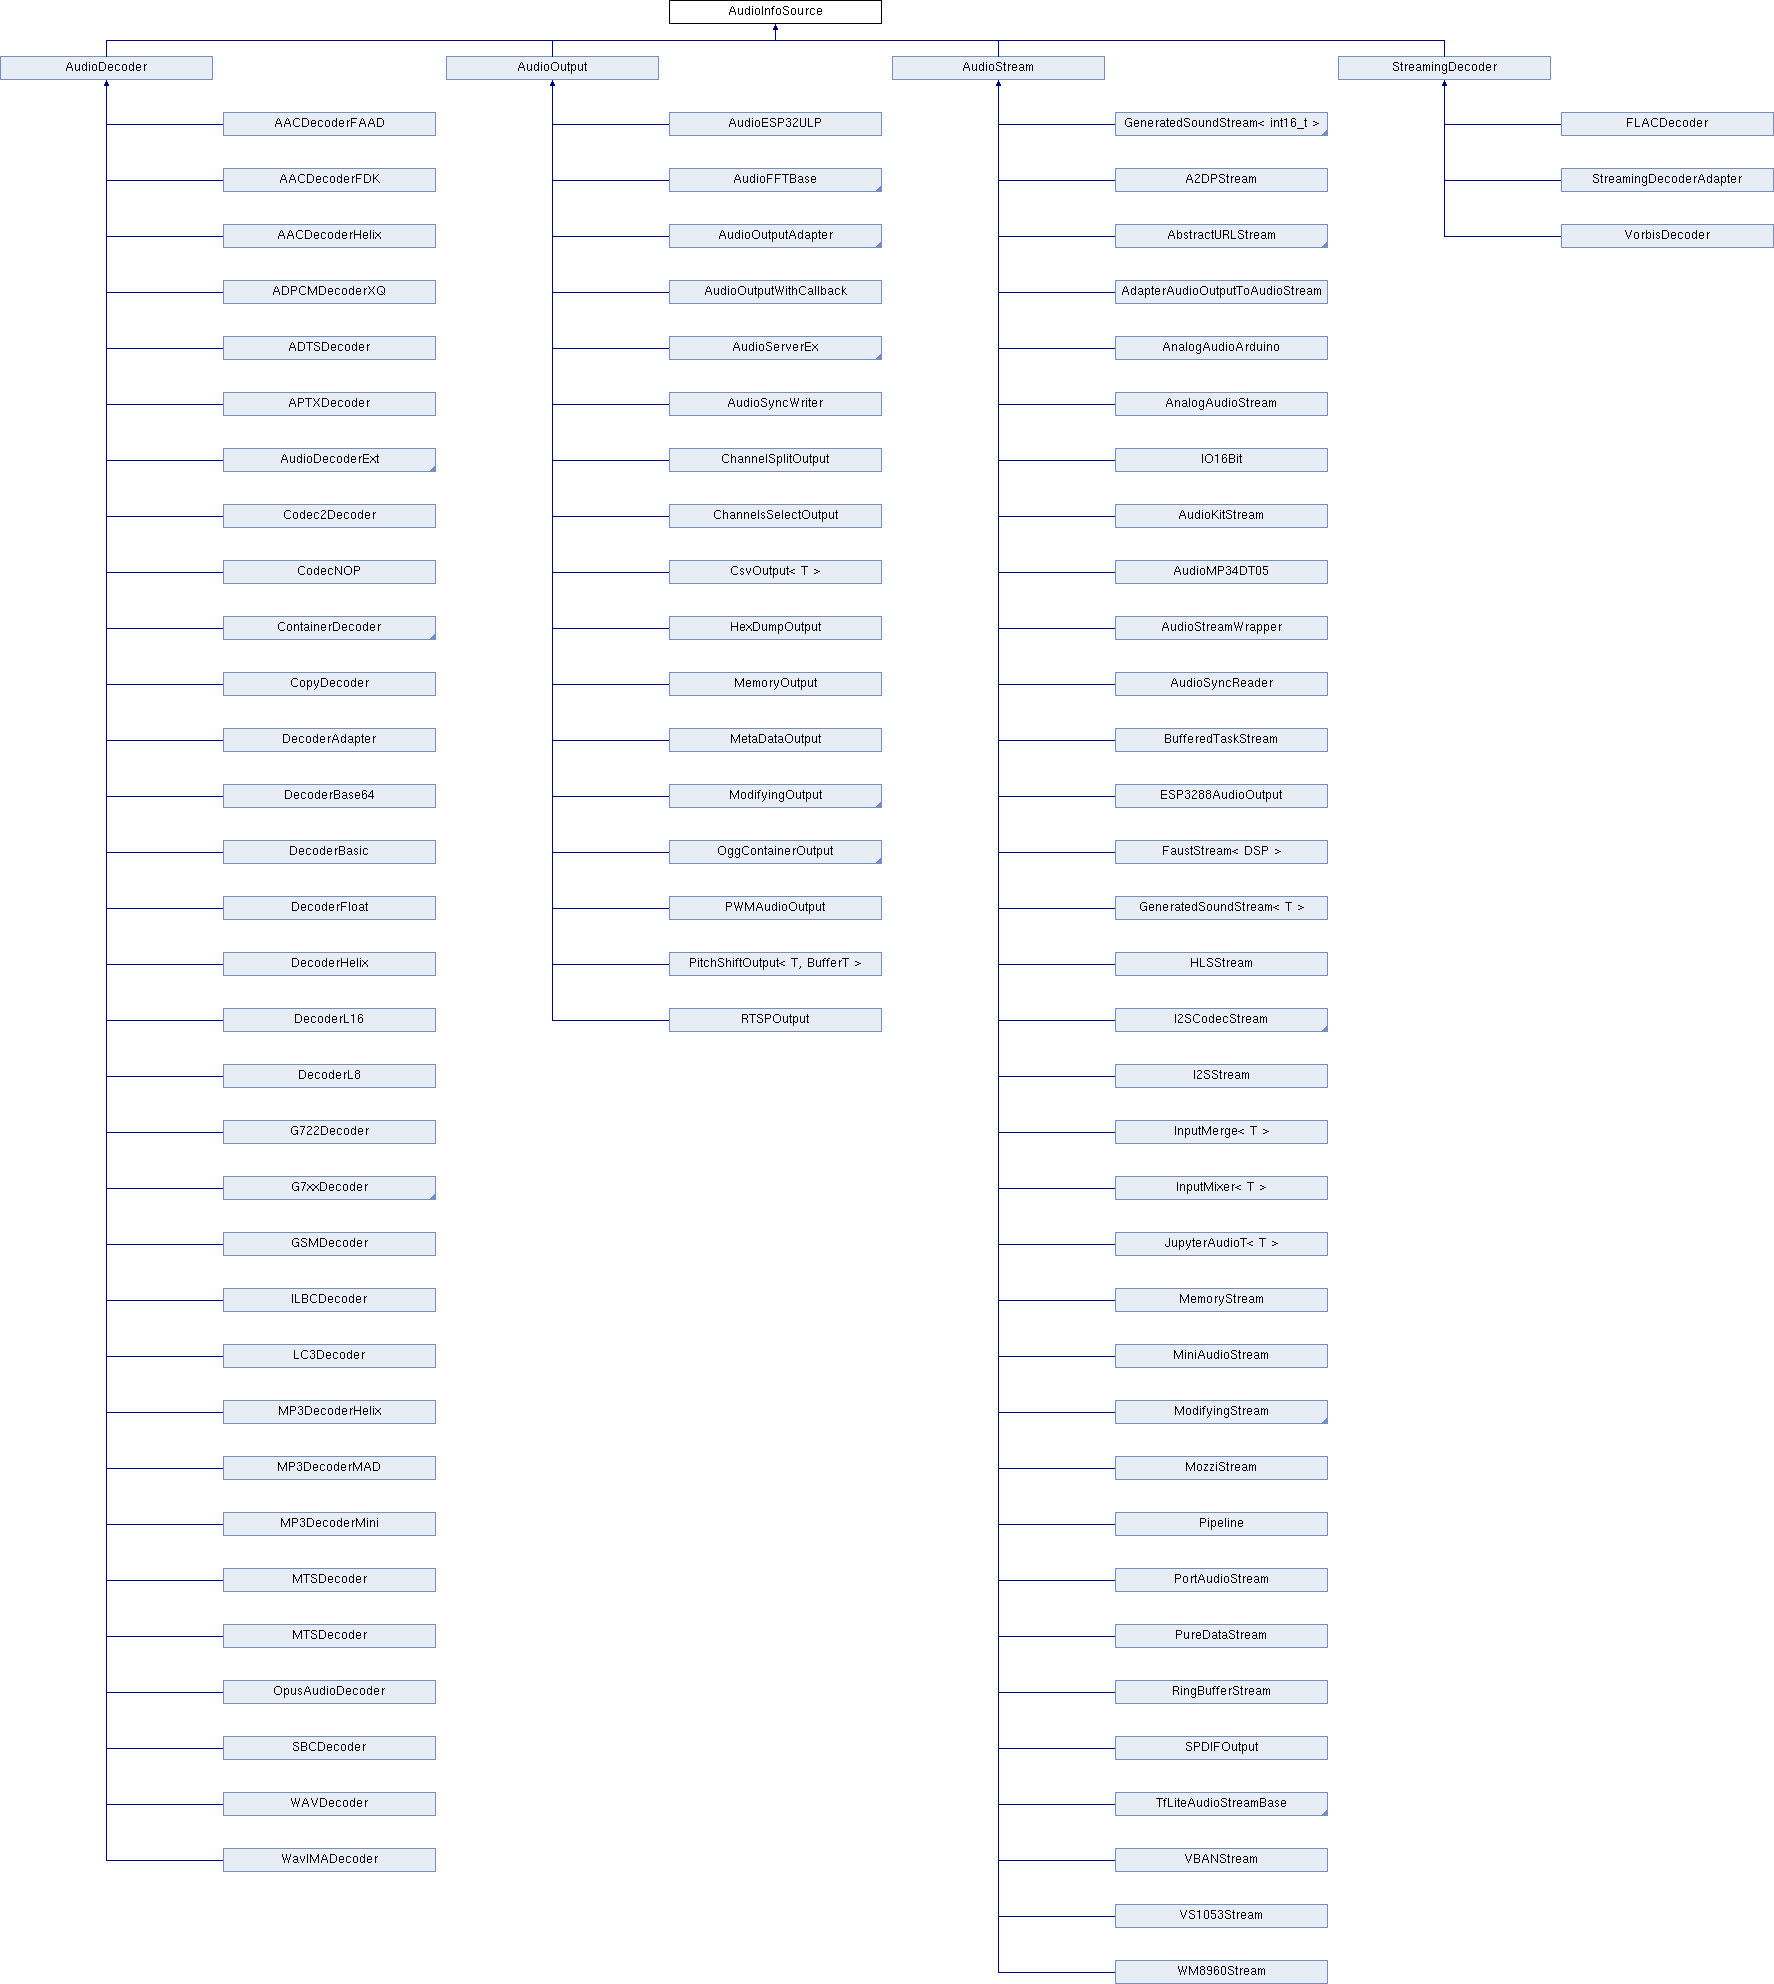 AudioInfoSource
AudioDecoder
AudioOutput
AudioStream
StreamingDecoder
AACDecoderFAAD
AudioESP32ULP
GeneratedSoundStream< int16_t >
FLACDecoder
AACDecoderFDK
AudioFFTBase
A2DPStream
StreamingDecoderAdapter
AACDecoderHelix
AudioOutputAdapter
AbstractURLStream
VorbisDecoder
ADPCMDecoderXQ
AudioOutputWithCallback
AdapterAudioOutputToAudioStream
ADTSDecoder
AudioServerEx
AnalogAudioArduino
APTXDecoder
AudioSyncWriter
AnalogAudioStream
AudioDecoderExt
ChannelSplitOutput
IO16Bit
Codec2Decoder
ChannelsSelectOutput
AudioKitStream
CodecNOP
CsvOutput< T >
AudioMP34DT05
ContainerDecoder
HexDumpOutput
AudioStreamWrapper
CopyDecoder
MemoryOutput
AudioSyncReader
DecoderAdapter
MetaDataOutput
BufferedTaskStream
DecoderBase64
ModifyingOutput
ESP3288AudioOutput
DecoderBasic
OggContainerOutput
FaustStream< DSP >
DecoderFloat
PWMAudioOutput
GeneratedSoundStream< T >
DecoderHelix
PitchShiftOutput< T, BufferT >
HLSStream
DecoderL16
RTSPOutput
I2SCodecStream
DecoderL8
I2SStream
G722Decoder
InputMerge< T >
G7xxDecoder
InputMixer< T >
GSMDecoder
JupyterAudioT< T >
ILBCDecoder
MemoryStream
LC3Decoder
MiniAudioStream
MP3DecoderHelix
ModifyingStream
MP3DecoderMAD
MozziStream
MP3DecoderMini
Pipeline
MTSDecoder
PortAudioStream
MTSDecoder
PureDataStream
OpusAudioDecoder
RingBufferStream
SBCDecoder
SPDIFOutput
WAVDecoder
TfLiteAudioStreamBase
WavIMADecoder
VBANStream
VS1053Stream
WM8960Stream